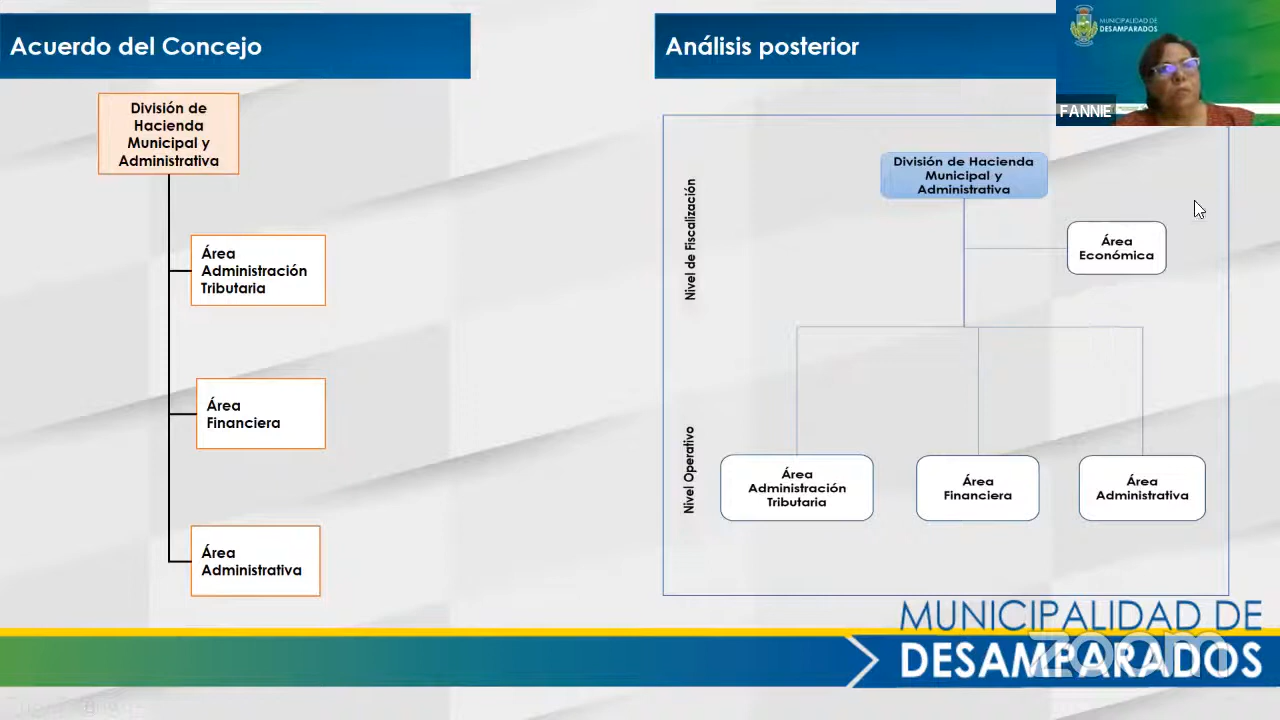 Acuerdo del Concejo
División de
Hacienda
Municipal y
Administrativa
Área
Administración
Tributaria
Área
Financiera
Área
Administrativa
Análisis posterior
MUNICIPALIDAD DE
DESAMPARADOS
FANNIE
Nivel de Fiscalización
División de Hacienda
Municipal y
Administrativa
Área
Económica
Nivel Operativo
Área
Administración
Tributaria
Área
Financiera
Área
Administrativa
MUNICIPALIDAD DE
DESAMPARADOS
zoom